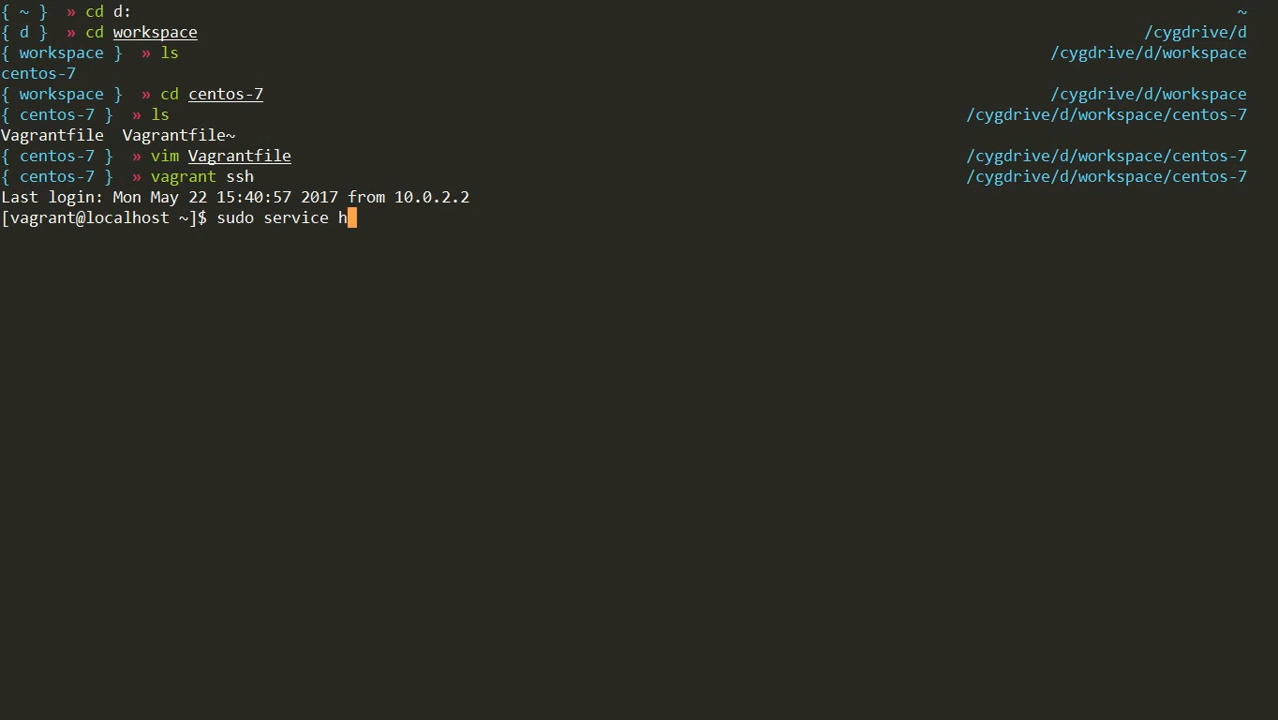 { ~ }  » cd d: ~
{ d }  » cd workspace /cygdrive/d
{ workspace }  » ls /cygdrive/d/workspace
centos-7
{ workspace }  » cd centos-7 /cygdrive/d/workspace
{ centos-7 }  » ls /cygdrive/d/workspace/centos-7
Vagrantfile  Vagrantfile~
{ centos-7 }  » vim Vagrantfile /cygdrive/d/workspace/centos-7
{ centos-7 }  » vagrant ssh /cygdrive/d/workspace/centos-7
Last login: Mon May 22 15:40:57 2017 from 10.0.2.2
[vagrant@localhost ~]$ sudo service h